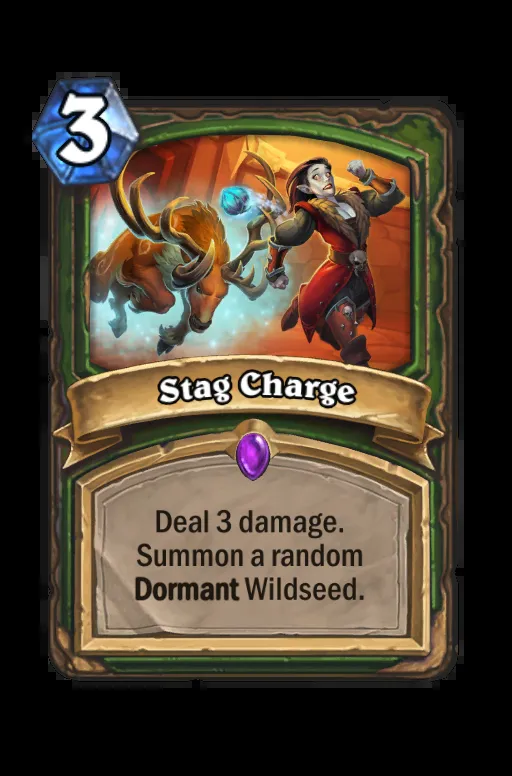 3
Stag Charge
Deal 3 damage.
Summon a random
Dormant Wildseed.